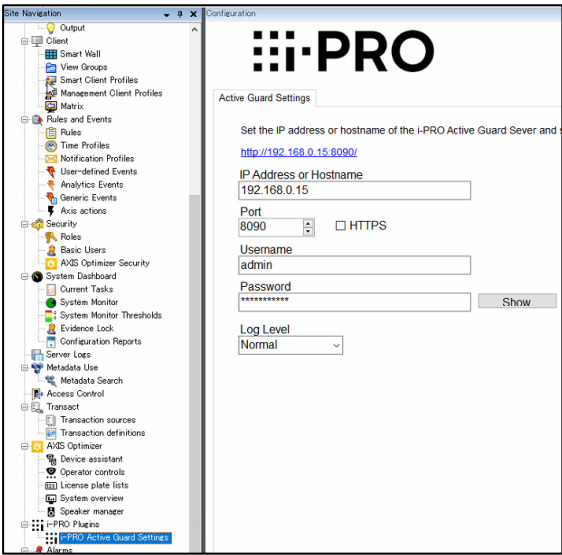 Site Navigation
Configuration
Output
Client
Smart Wall
View Groups
Smart Client Profiles
Management Client Profiles
Matrix
Rules and Events
Rules
Time Profiles
Notification Profiles
User-defined Events
Analytics Events
Generic Events
Axis actions
Security
Roles
Basic Users
AXIS Optimizer Security
System Dashboard
Current Tasks
System Monitor
System Monitor Thresholds
Evidence Lock
Configuration Reports
Server Logs
Metadata Use
Metadata Search
Access Control
Transact
Transaction sources
Transaction definitions
AXIS Optimizer
Device assistant
Operator controls
License plate lists
System overview
Speaker manager
i-PRO Plugins
i-PRO Active Guard Settings
Alarms
i-PRO
Active Guard Settings
Set the IP address or hostname of the i-PRO Active Guard Sever and s
http://192.168.0.15:8090/
IP Address or Hostname
192.168.0.15
Port
8090
HTTPS
Username
admin
Password
***********
Show
Log Level
Normal